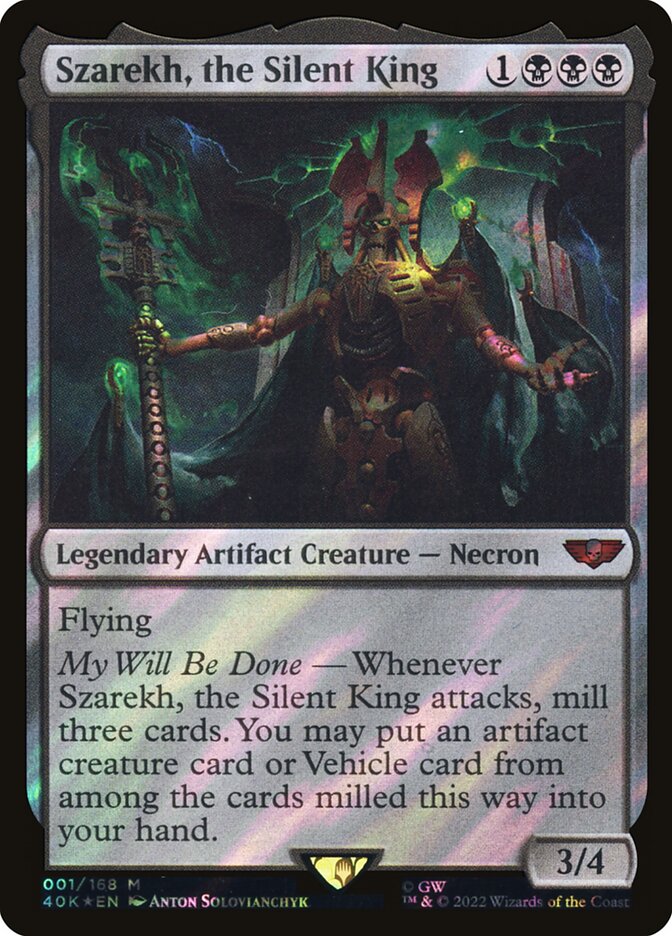 Szarekh, the Silent King 1
Legendary Artifact Creature — Necron
Flying
My Will Be Done — Whenever
Szarekh, the Silent King attacks, mill
three cards. You may put an artifact
creature card or Vehicle card from
among the cards milled this way into
your hand.
3/4
001/168 M
40K★EN Anton Solovianchyk
© GW
™ & © 2022 Wizards of the Coast